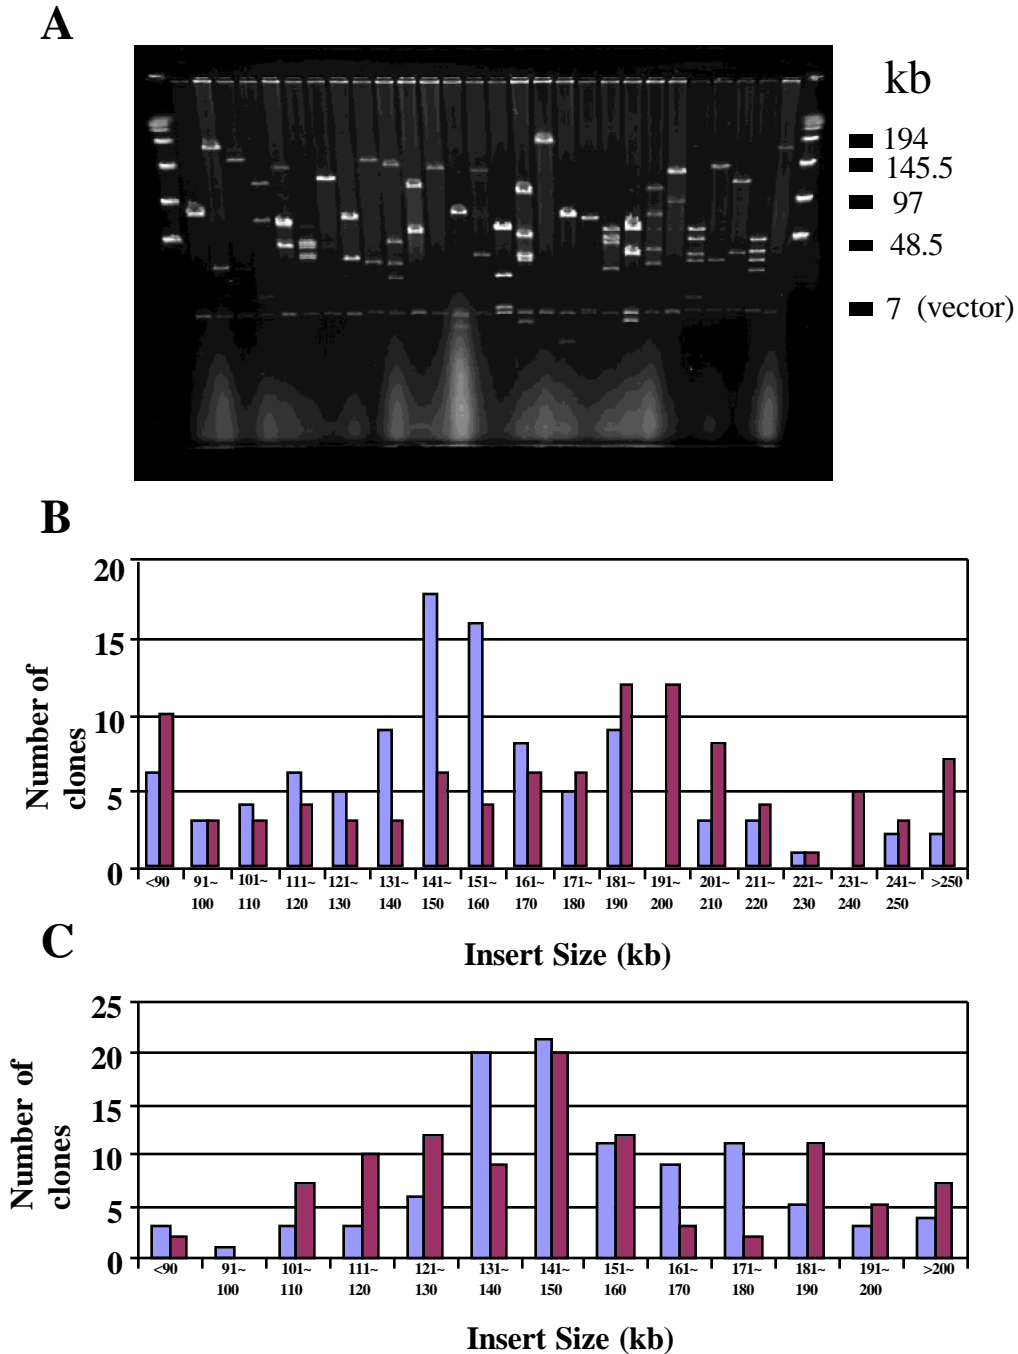 A
kb
194
145.5
97
48.5
7 (vector)
B
Number of
clones
20
15
10
5
0
<90 91~ 101~ 111~ 121~ 131~ 141~ 151~ 161~ 171~ 181~ 191~ 201~ 211~ 221~ 231~ 241~ >250
100 110 120 130 140 150 160 170 180 190 200 210 220 230 240 250
Insert Size (kb)
C
Number of
clones
25
20
15
10
5
0
<90 91~ 101~ 111~ 121~ 131~ 141~ 151~ 161~ 171~ 181~ 191~ >200
100 110 120 130 140 150 160 170 180 190 200
Insert Size (kb)